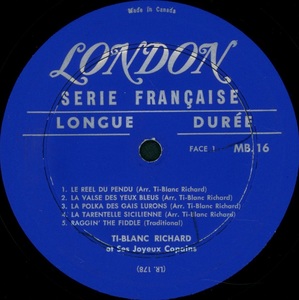 Made in Canada
LONDON
SERIE FRANÇAISE
LONGUE DURÉE
FACE 1 MB.16
1. LE REEL DU PENDU (Arr. Ti-Blanc Richard)
2. LA VALSE DES YEUX BLEUS (Arr. Ti-Blanc Richard)
3. LA POLKA DES GAIS LURONS (Arr. Ti-Blanc Richard)
4. LA TARENTELLE SICILIENNE (Arr. Ti-Blanc Richard)
5. RAGGIN' THE FIDDLE (Traditional)
TI-BLANC RICHARD
et Ses Joyeux Copains
(LR. 178)